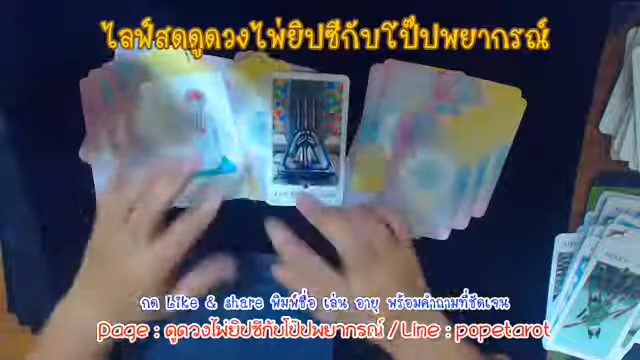 ไลฟ์สดดูดวงไพ่ยิปซีกับโป๊ปพยากรณ์
กด Like & share พิมพ์ชื่อ เล่น อายุ พร้อมคำถามที่ชัดเจน
Page : ดูดวงไพ่ยิปซีกับโป๊ปพยากรณ์ / Line : popetarot